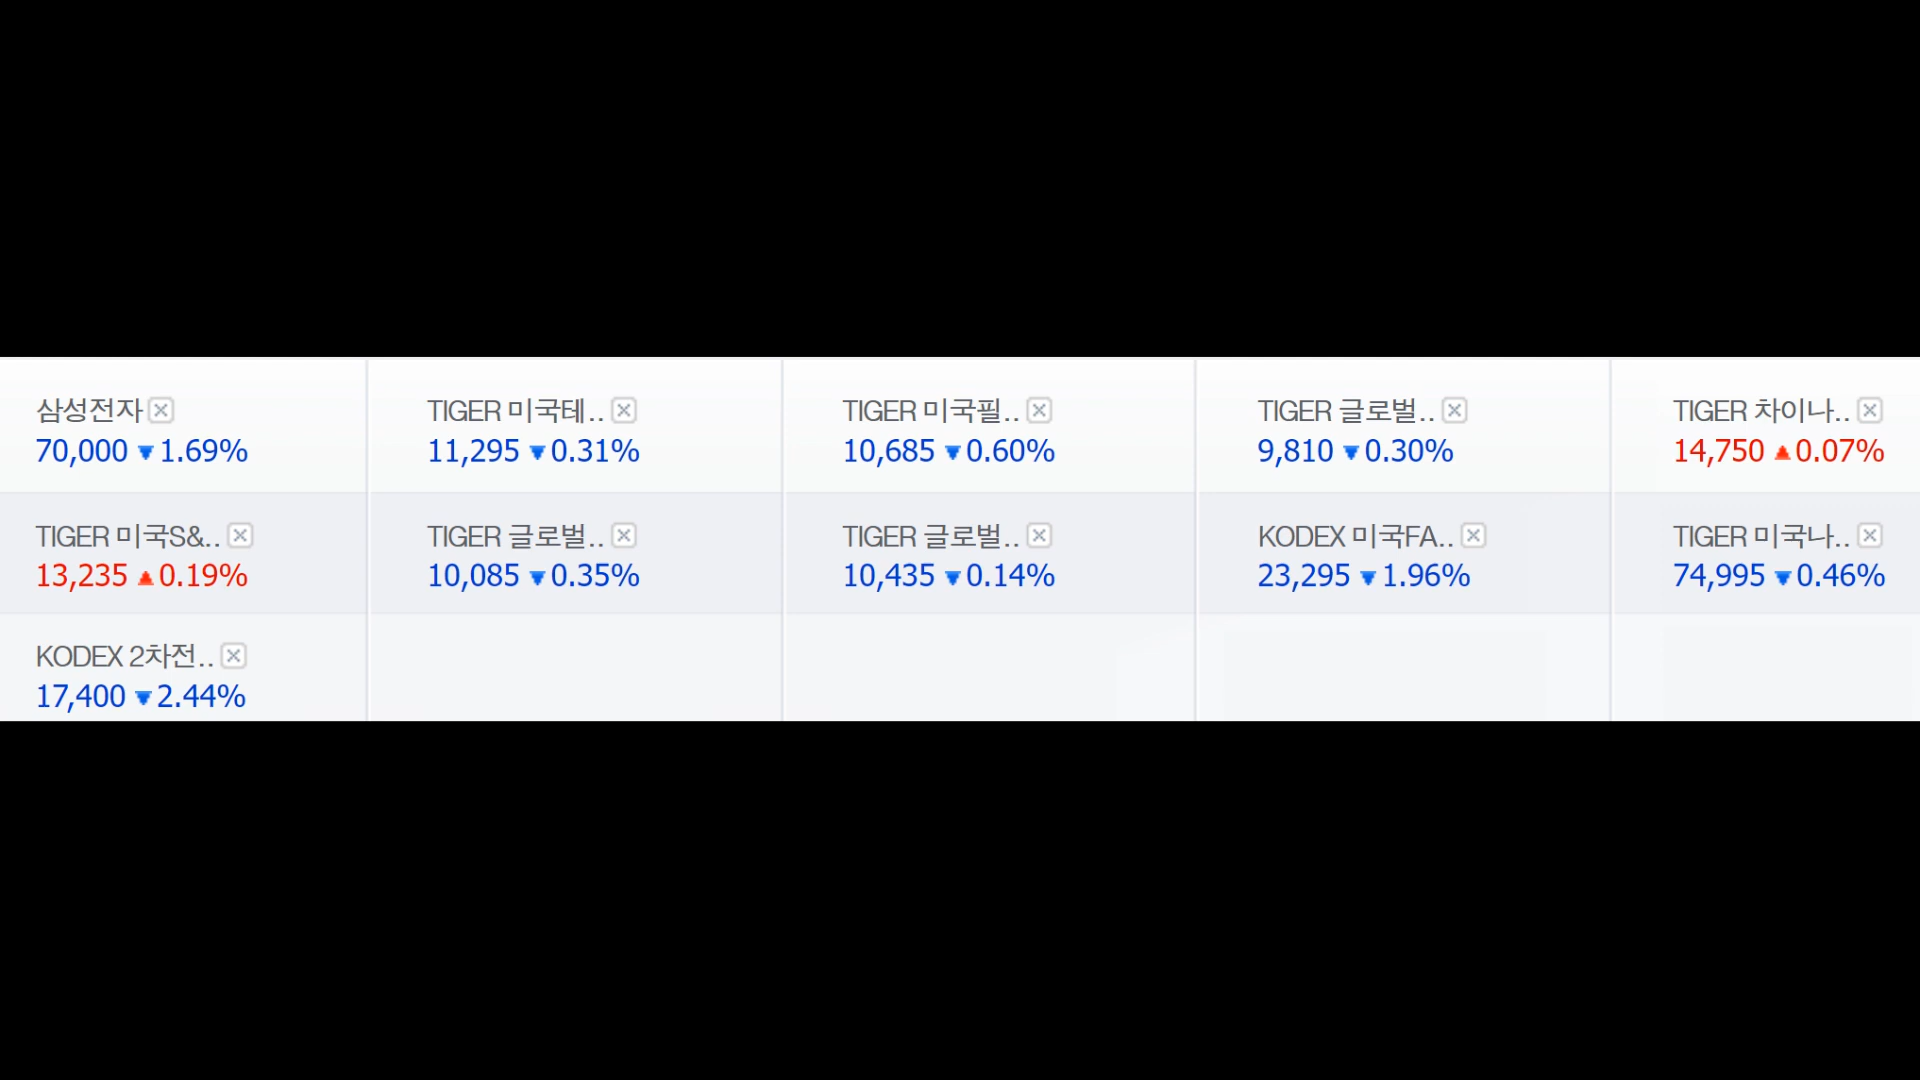 삼성전자
70,000 ▼ 1.69%
TIGER 미국테..
11,295 ▼ 0.31%
TIGER 미국필..
10,685 ▼ 0.60%
TIGER 글로벌..
9,810 ▼ 0.30%
TIGER 차이나..
14,750 ▲ 0.07%
TIGER 미국S&..
13,235 ▲ 0.19%
TIGER 글로벌..
10,085 ▼ 0.35%
TIGER 글로벌..
10,435 ▼ 0.14%
KODEX 미국FA..
23,295 ▼ 1.96%
TIGER 미국나..
74,995 ▼ 0.46%
KODEX 2차전..
17,400 ▼ 2.44%